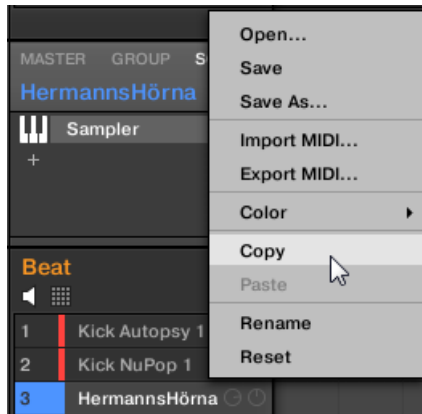 MASTER GROUP
HermannsHörna
Sampler
+
Beat
1 Kick Autopsy 1
2 Kick NuPop 1
3 HermannsHörna
Open...
Save
Save As...
Import MIDI...
Export MIDI...
Color
Copy
Paste
Rename
Reset